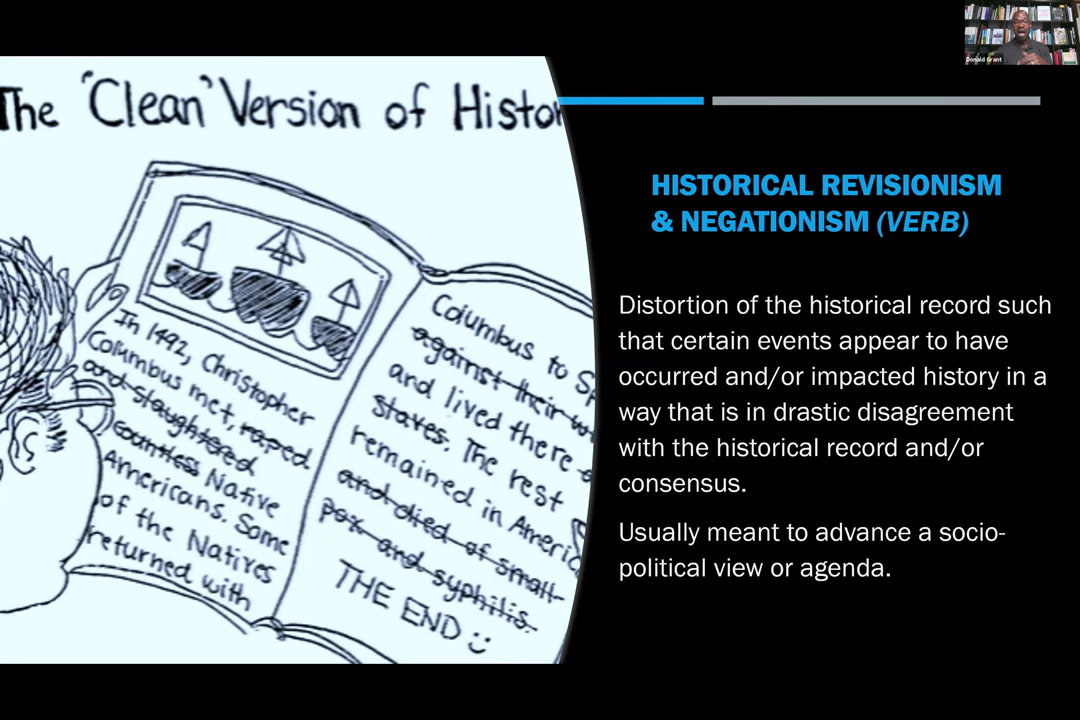 Donald Grant
The "Clean" Version of Histor
In 1492, Christopher
Columbus met, raped
and slaughtered
countless Native
Americans. Some
of the Natives
returned with
Columbus to Sp
against their w
and lived there
slaves. The rest
remained in Americ
and died of small-
pox and syphilis.
THE END
HISTORICAL REVISIONISM
& NEGATIONISM (VERB)
Distortion of the historical record such
that certain events appear to have
occurred and/or impacted history in a
way that is in drastic disagreement
with the historical record and/or
consensus.
Usually meant to advance a socio-
political view or agenda.